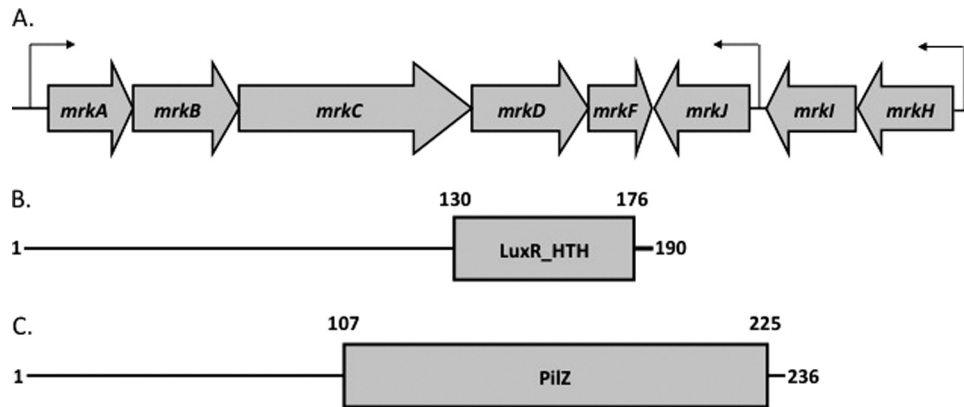 A.
mrkA mrkB mrkC mrkD mrkF mrkJ mrkI mrkH
B.
130 176
1 LuxR_HTH 190
C.
107 225
1 PilZ 236